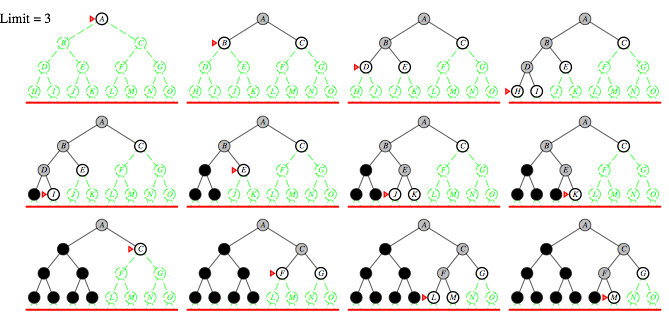 Limit = 3
A A A A
B C B C B C B C
D E F G D E F G D E F G D E F G
H I J K L M N O H I J K L M N O H I J K L M N O H I J K L M N O
A A A A
B C B C B C B C
D E F G E F G E F G E F G
I J K L M N O J K L M N O J K L M N O K L M N O
A A A A
C C C C
F G F G F G F G
L M N O L M N O L M N O M N O